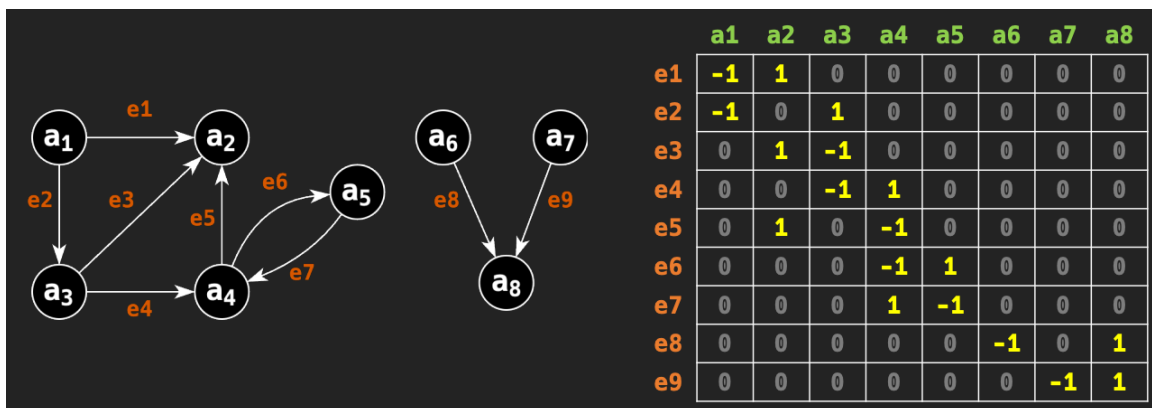 e1
a1 a2 a6 a7
e2 e3 e5 e6 a5 e8 e9
e7
a3 a4 a8
e4
a1 a2 a3 a4 a5 a6 a7 a8
e1 -1 1 0 0 0 0 0 0
e2 -1 0 1 0 0 0 0 0
e3 0 1 -1 0 0 0 0 0
e4 0 0 -1 1 0 0 0 0
e5 0 1 0 -1 0 0 0 0
e6 0 0 0 -1 1 0 0 0
e7 0 0 0 1 -1 0 0 0
e8 0 0 0 0 0 -1 0 1
e9 0 0 0 0 0 0 -1 1